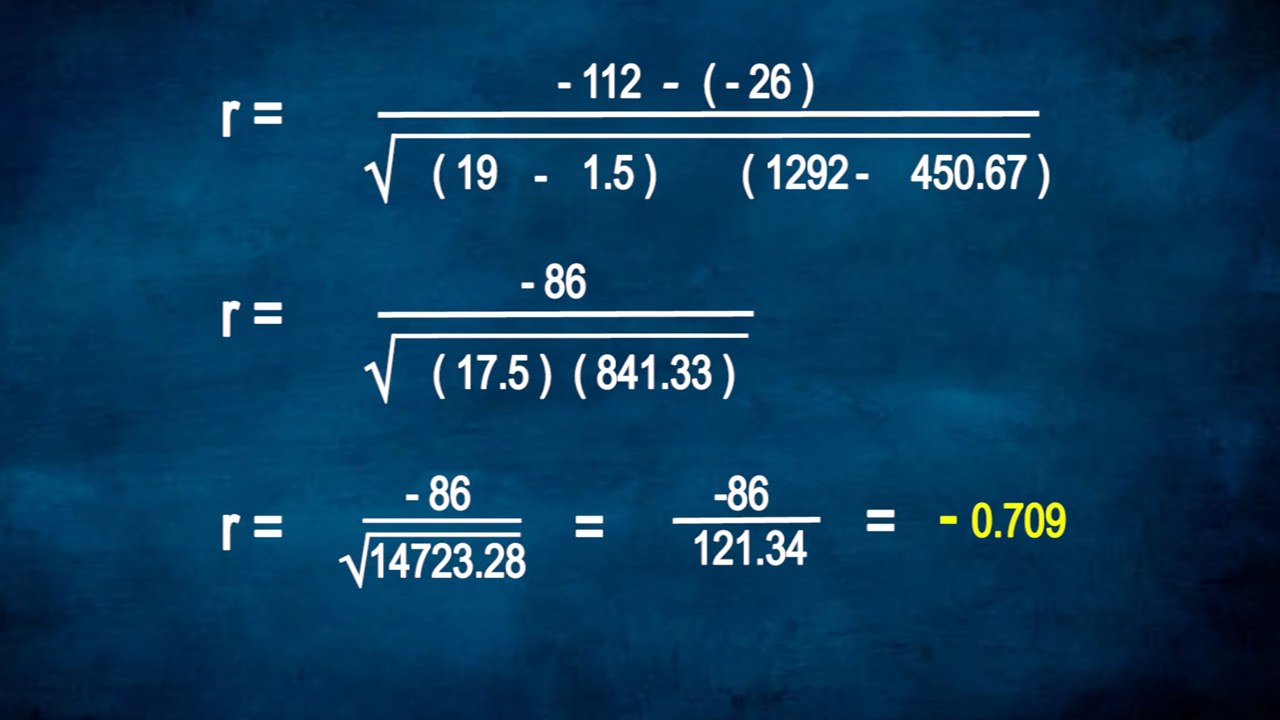 r = - 112 - ( - 26 )
√ ( 19 - 1.5 ) ( 1292 - 450.67 )
r = - 86
√ ( 17.5 ) ( 841.33 )
r = - 86 = -86 = - 0.709
√14723.28 121.34